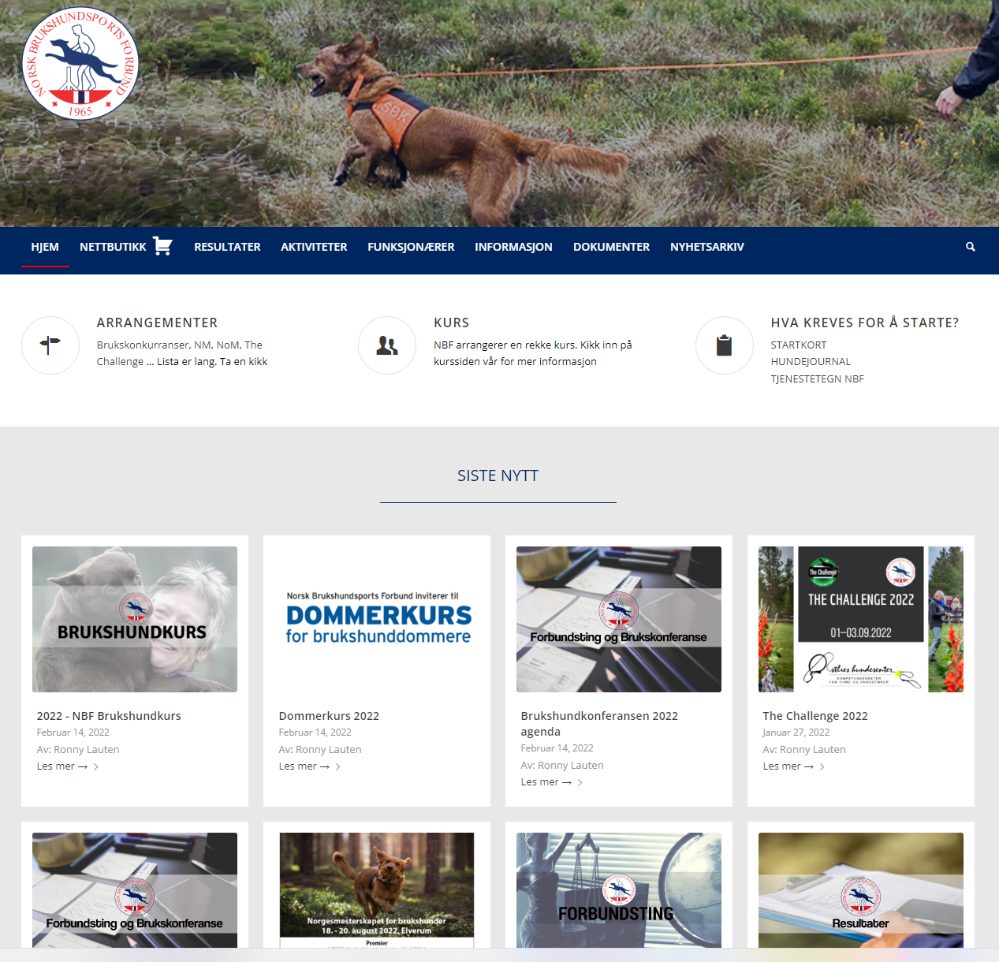 NORSK BRUKSHUNDSPORTS FORBUND
1965
SBK
HJEM NETTBUTIKK RESULTATER AKTIVITETER FUNKSJONÆRER INFORMASJON DOKUMENTER NYHETSARKIV
ARRANGEMENTER
Brukskonkurranser, NM, NoM, The
Challenge ... Lista er lang. Ta en kikk
KURS
NBF arrangerer en rekke kurs. Kikk inn på
kurssiden vår for mer informasjon
HVA KREVES FOR Å STARTE?
STARTKORT
HUNDEJOURNAL
TJENESTETEGN NBF
SISTE NYTT
BRUKSHUNDKURS
2022 - NBF Brukshundkurs
Februar 14, 2022
Av: Ronny Lauten
Les mer →
Norsk Brukshundsports Forbund inviterer til
DOMMERKURS
for brukshunddommere
Dommerkurs 2022
Februar 14, 2022
Av: Ronny Lauten
Les mer →
Forbundsting og Brukskonferanse
Brukshundkonferansen 2022
agenda
Februar 14, 2022
Av: Ronny Lauten
Les mer →
The Challenge
THE CHALLENGE 2022
01–03.09.2022
Østlies hundesenter
KOMPETANSESENTER
FOR HUND OG HUNDEFØRER
The Challenge 2022
Januar 27, 2022
Av: Ronny Lauten
Les mer →
Forbundsting og Brukskonferanse
Norgesmesterskapet for brukshunder
18. - 20. august 2022, Elverum
Premier
FORBUNDSTING
Resultater